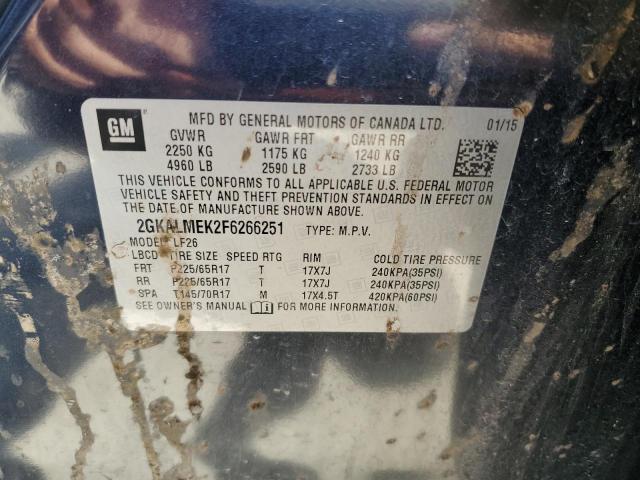 GM
MFD BY GENERAL MOTORS OF CANADA LTD. 01/15
GVWR GAWR FRT GAWR RR
2250 KG 1175 KG 1240 KG
4960 LB 2590 LB 2733 LB
THIS VEHICLE CONFORMS TO ALL APPLICABLE U.S. FEDERAL MOTOR
VEHICLE SAFETY AND THEFT PREVENTION STANDARDS IN EFFECT ON
THE DATE OF MANUFACTURE SHOWN ABOVE.
2GKALMEK2F6266251 TYPE: M.P.V.
MODEL: LF26
LBCD TIRE SIZE SPEED RTG RIM COLD TIRE PRESSURE
FRT P225/65R17 T 17X7J 240KPA(35PSI)
RR P225/65R17 T 17X7J 240KPA(35PSI)
SPA T145/70R17 M 17X4.5T 420KPA(60PSI)
SEE OWNER'S MANUAL FOR MORE INFORMATION.